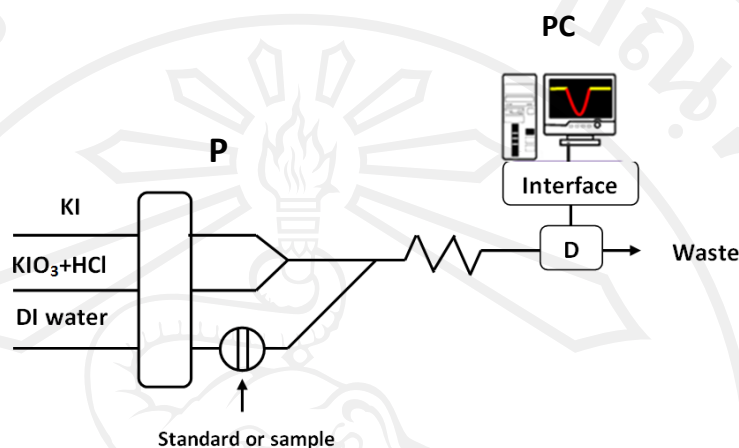 PC
P
KI
Interface
KIO₃+HCl
D
Waste
DI water
Standard or sample